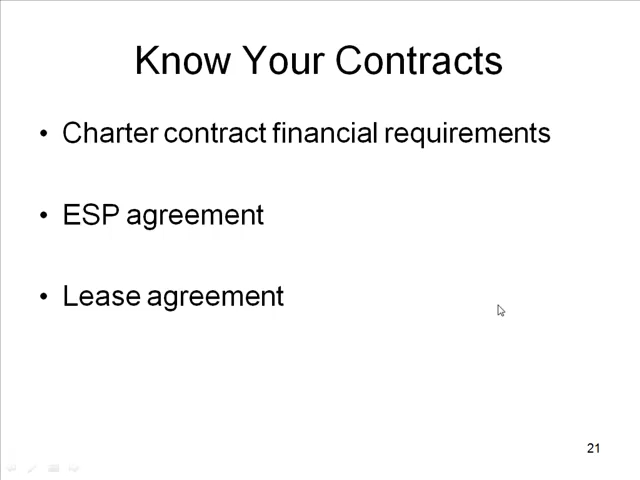 Know Your Contracts
• Charter contract financial requirements
• ESP agreement
• Lease agreement
21